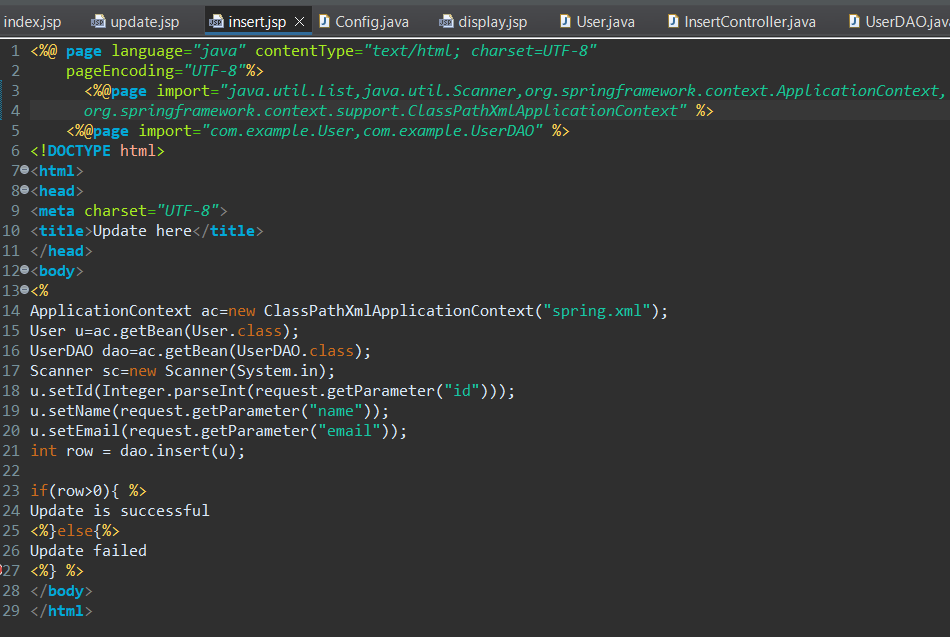 index.jsp update.jsp insert.jsp Config.java display.jsp User.java InsertController.java UserDAO.jav
1 <%@ page language="java" contentType="text/html; charset=UTF-8"
2 pageEncoding="UTF-8"%>
3 <%@page import="java.util.List,java.util.Scanner,org.springframework.context.ApplicationContext,
4 org.springframework.context.support.ClassPathXmlApplicationContext" %>
5 <%@page import="com.example.User,com.example.UserDAO" %>
6 <!DOCTYPE html>
7 <html>
8 <head>
9 <meta charset="UTF-8">
10 <title>Update here</title>
11 </head>
12 <body>
13 <%
14 ApplicationContext ac=new ClassPathXmlApplicationContext("spring.xml");
15 User u=ac.getBean(User.class);
16 UserDAO dao=ac.getBean(UserDAO.class);
17 Scanner sc=new Scanner(System.in);
18 u.setId(Integer.parseInt(request.getParameter("id")));
19 u.setName(request.getParameter("name"));
20 u.setEmail(request.getParameter("email"));
21 int row = dao.insert(u);
22
23 if(row>0){ %>
24 Update is successful
25 <%}else{%>
26 Update failed
27 <%} %>
28 </body>
29 </html>